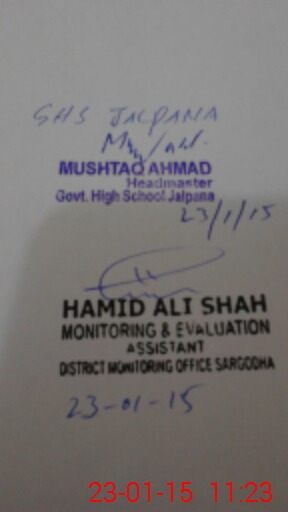 GHS JALPANA
MUSHTAQ AHMAD
Headmaster
Govt. High School Jalpana
23/1/15
HAMID ALI SHAH
MONITORING & EVALUATION
ASSISTANT
DISTRICT MONITORING OFFICE SARGODHA
23-01-15
23-01-15 11:23